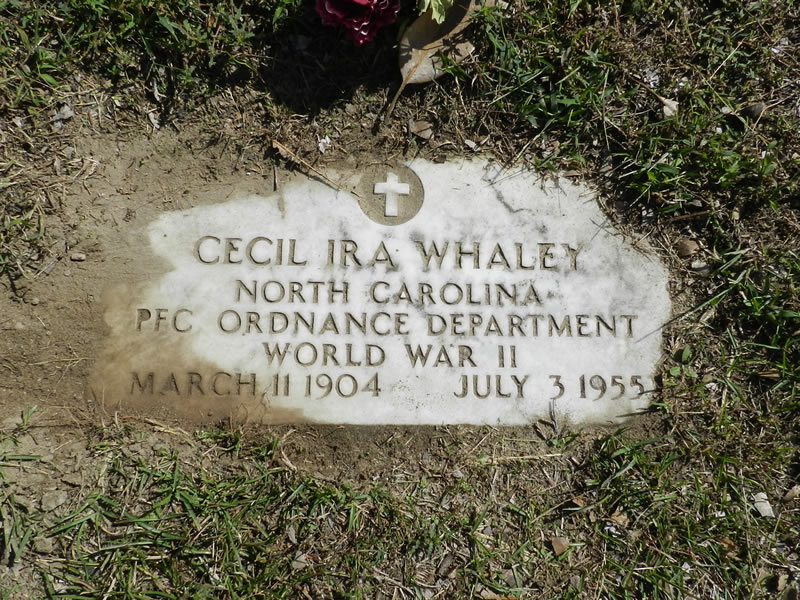 CECIL IRA WHALEY
NORTH CAROLINA
PFC ORDNANCE DEPARTMENT
WORLD WAR II
MARCH 11 1904 JULY 3 1955